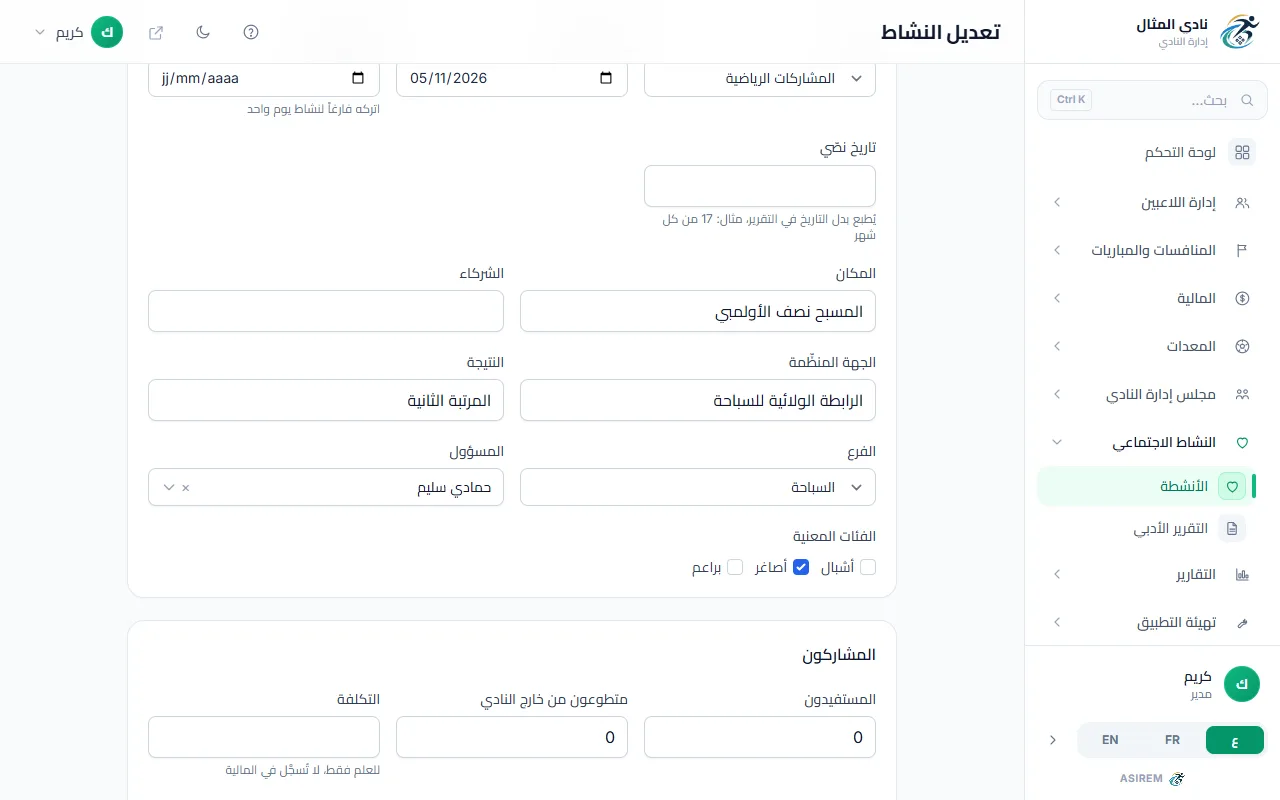 نادي المثال
إدارة النادي
بحث...
Ctrl K
لوحة التحكم
إدارة اللاعبين
المنافسات والمباريات
المالية
المعدات
مجلس إدارة النادي
النشاط الاجتماعي
الأنشطة
التقرير الأدبي
التقارير
تهيئة التطبيق
ك
كريم
مدير
ع
FR
EN
ASIREM
تعديل النشاط
ك
كريم
المشاركات الرياضية
05/11/2026
jj/mm/aaaa
اتركه فارغاً لنشاط يوم واحد
تاريخ نصّي
يُطبع بدل التاريخ في التقرير، مثال: 17 من كل
شهر
المكان
الشركاء
المسبح نصف الأولمبي
الجهة المنظّمة
النتيجة
الرابطة الولائية للسباحة
المرتبة الثانية
الفرع
المسؤول
السباحة
حمادي سليم
×
الفئات المعنية
أشبال
أصاغر
براعم
المشاركون
المستفيدون
متطوعون من خارج النادي
التكلفة
0
0
للعلم فقط، لا تُسجَّل في المالية